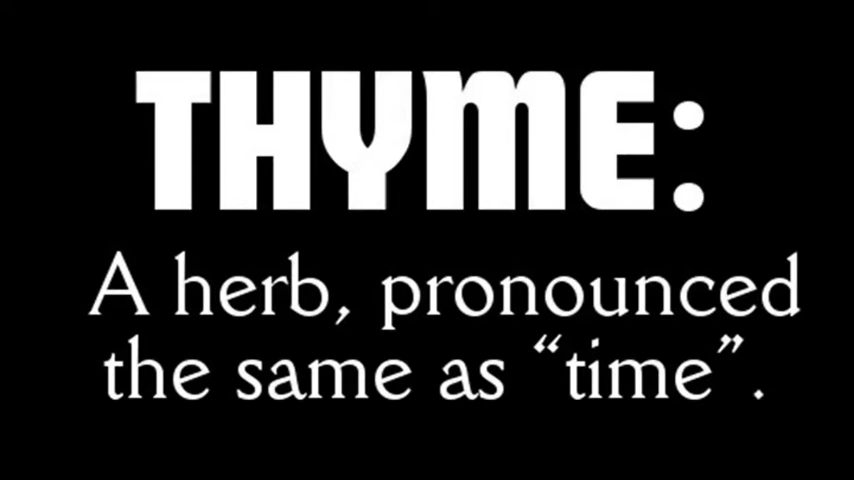 THYME:
A herb, pronounced
the same as “time”.